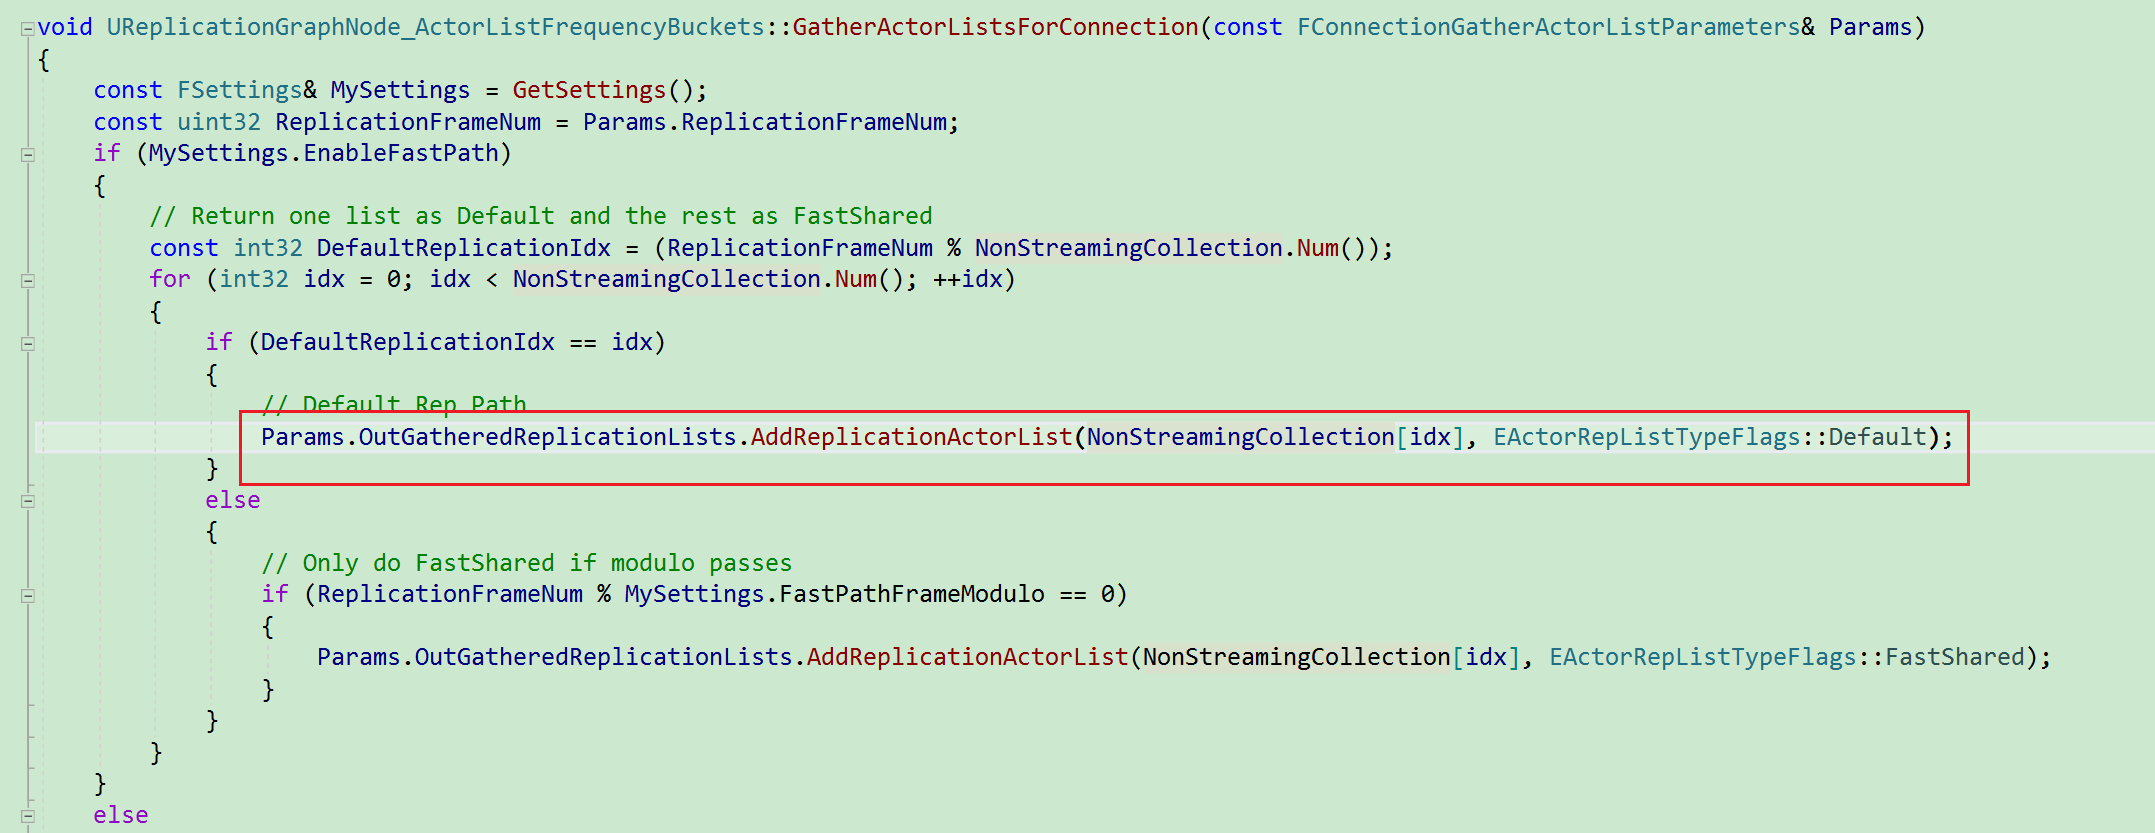 void UReplicationGraphNode_ActorListFrequencyBuckets::GatherActorListsForConnection(const FConnectionGatherActorListParameters& Params)
{
    const FSettings& MySettings = GetSettings();
    const uint32 ReplicationFrameNum = Params.ReplicationFrameNum;
    if (MySettings.EnableFastPath)
    {
        // Return one list as Default and the rest as FastShared
        const int32 DefaultReplicationIdx = (ReplicationFrameNum % NonStreamingCollection.Num());
        for (int32 idx = 0; idx < NonStreamingCollection.Num(); ++idx)
        {
            if (DefaultReplicationIdx == idx)
            {
                // Default Rep Path
                Params.OutGatheredReplicationLists.AddReplicationActorList(NonStreamingCollection[idx], EActorRepListTypeFlags::Default);
            }
            else
            {
                // Only do FastShared if modulo passes
                if (ReplicationFrameNum % MySettings.FastPathFrameModulo == 0)
                {
                    Params.OutGatheredReplicationLists.AddReplicationActorList(NonStreamingCollection[idx], EActorRepListTypeFlags::FastShared);
                }
            }
        }
    }
    else